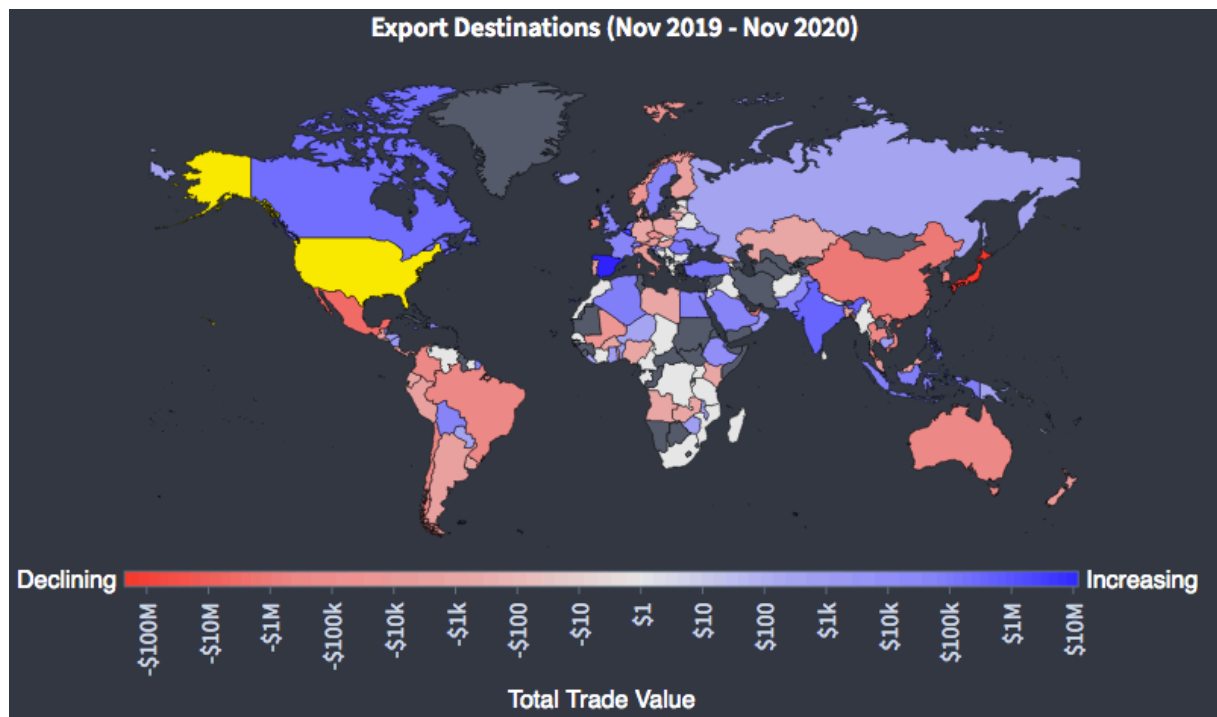 Export Destinations (Nov 2019 - Nov 2020)
Declining
Increasing
-$100M
-$10M
-$1M
-$100k
-$10k
-$1k
-$100
-$10
$1
$10
$100
$1k
$10k
$100k
$1M
$10M
Total Trade Value